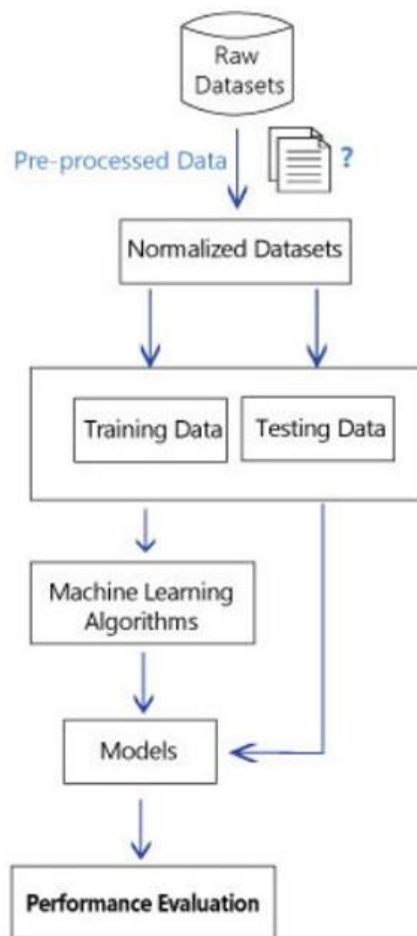 Raw
Datasets
Pre-processed Data
?
Normalized Datasets
Training Data
Testing Data
Machine Learning
Algorithms
Models
Performance Evaluation